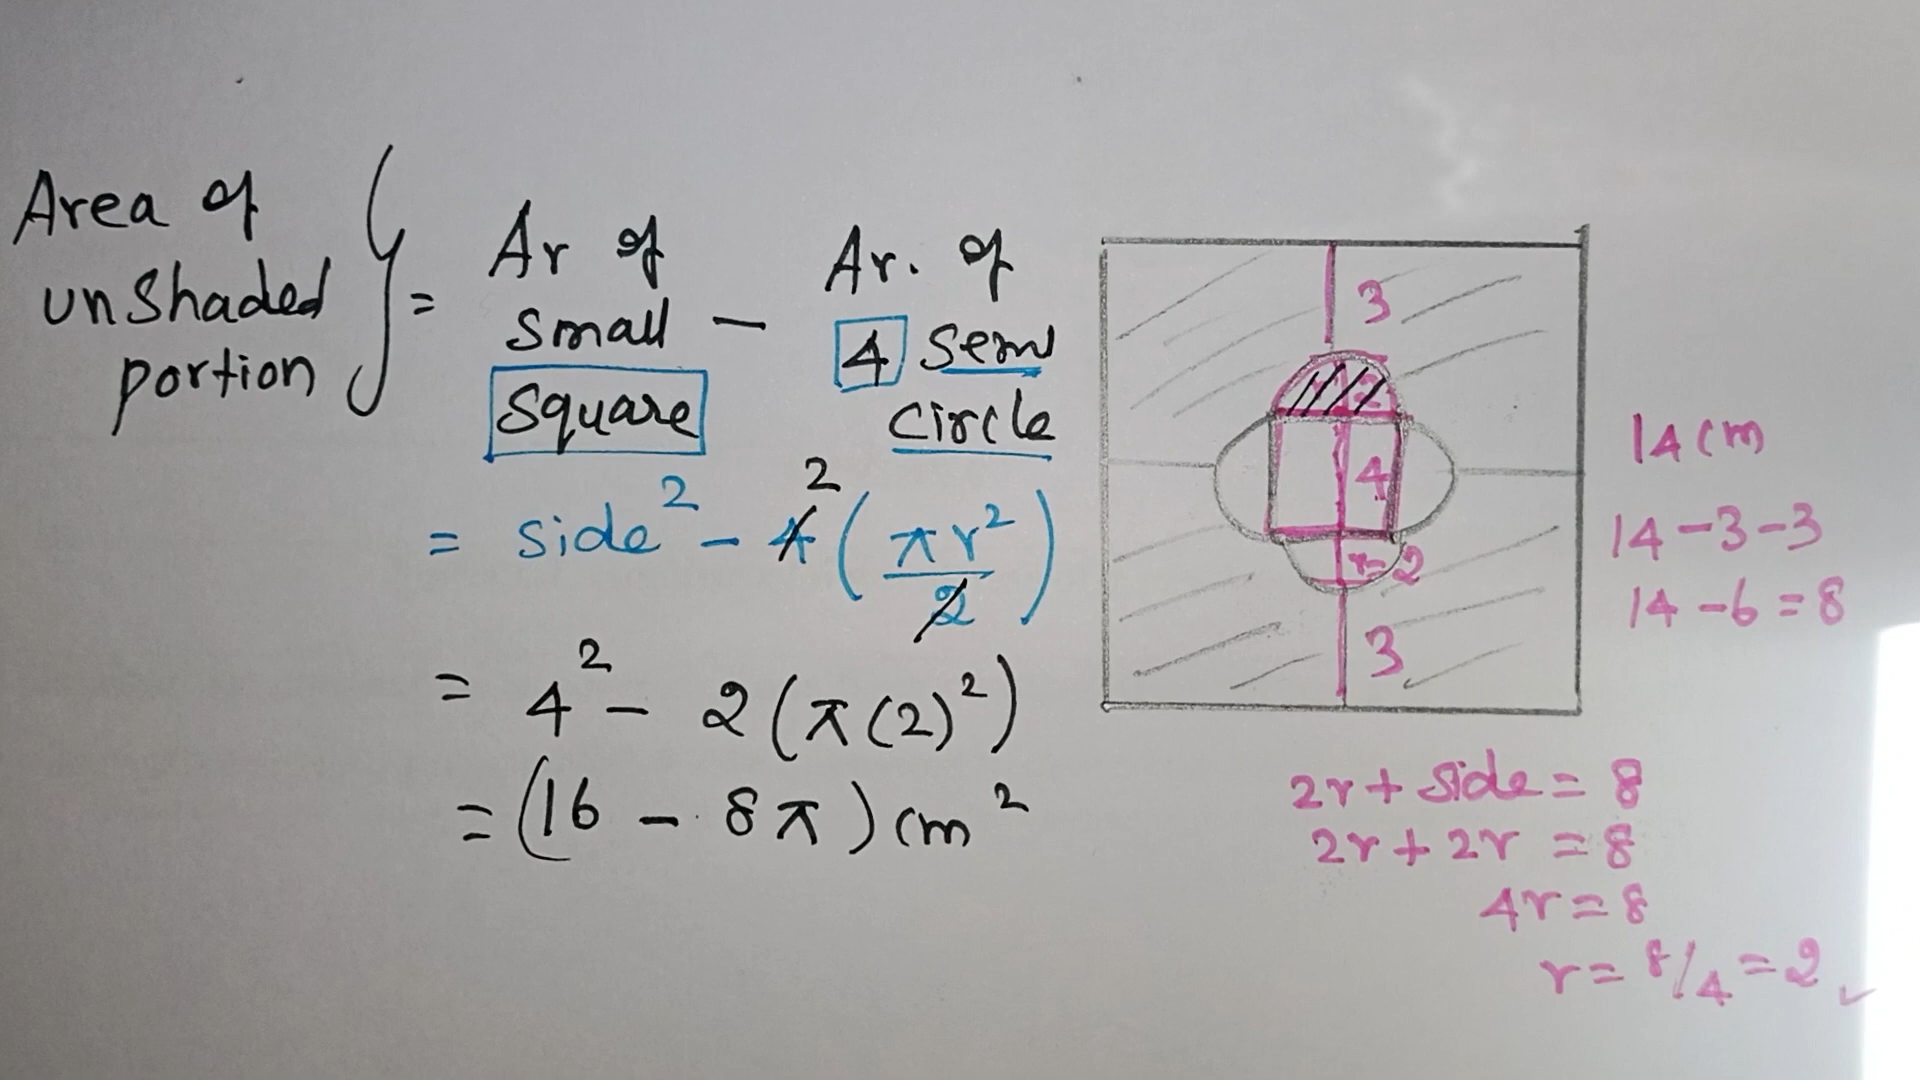 Area of unshaded portion } = Ar of small Square - Ar. of 4 semi circle
= side² - 4̸² (πr²/2̸)
= 4² - 2(π(2)²)
= (16 - 8π) cm²
3
2
4
r=2
3
14 cm
14-3-3
14-6=8
2r + side = 8
2r + 2r = 8
4r = 8
r = 8/4 = 2 ✓